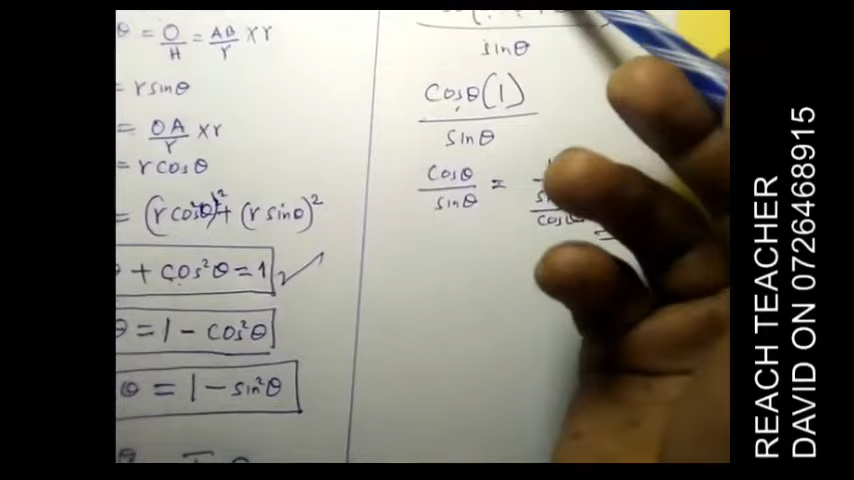 θ = O/H = AB/r × r
= r sinθ
= OA/r × r
= r cosθ
= (r cosθ)² + (r sinθ)²
θ + cos²θ = 1 ✓
θ = 1 − cos²θ
θ = 1 − sin²θ
sinθ
cosθ(1)
sinθ
cosθ/sinθ =
cosθ
=
REACH TEACHER
DAVID ON 0726468915